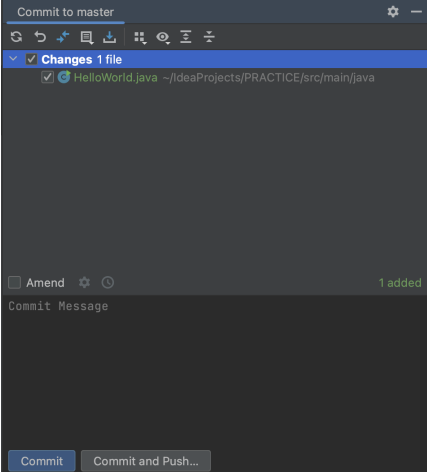 Commit to master
Changes 1 file
HelloWorld.java ~/IdeaProjects/PRACTICE/src/main/java
Amend 1 added
Commit Message
Commit Commit and Push...